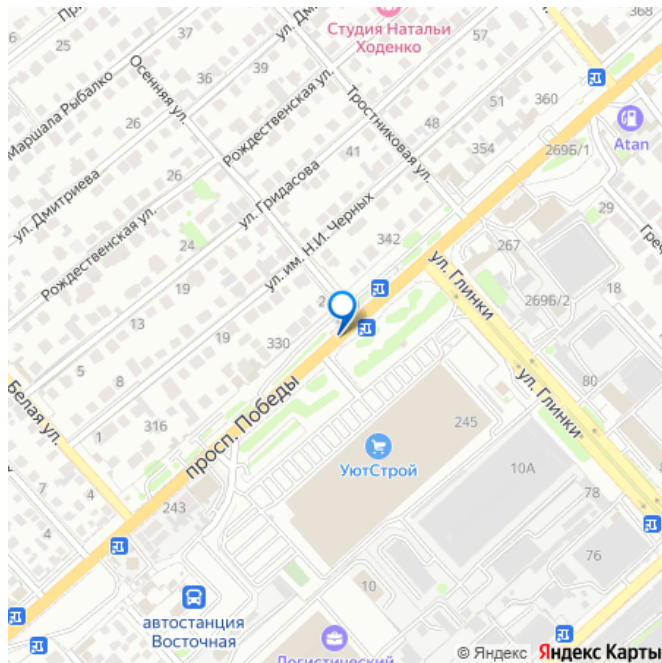 Студия Натальи
Ходенко
368
25
37
ул. Дми
57
Осенняя ул.
36
39
Рождественская ул.
Тростниковая ул.
51
360
Маршала Рыбалко
26
48
Atan
354
269Б/1
41
ул. Гридасова
ул. Дмитриева
26
29
Рождественская ул.
24
ул. им. Н.И. Черных
342
ул. Глинки
267
Греч
19
269Б/2
18
13
19
330
5
8
просп. Победы
ул. Глинки
80
Белая ул.
1
316
245
УютСтрой
10А
7
4
243
78
4
76
10
автостанция
Восточная
Логистический
© Яндекс Яндекс Карты